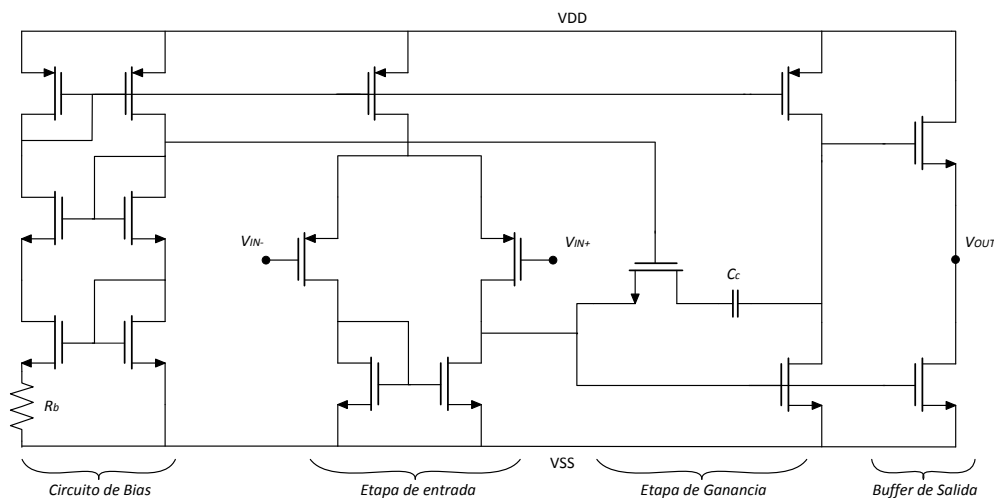 VDD
VIN-
VIN+
VOUT
Cc
Rb
VSS
Circuito de Bias
Etapa de entrada
Etapa de Ganancia
Buffer de Salida